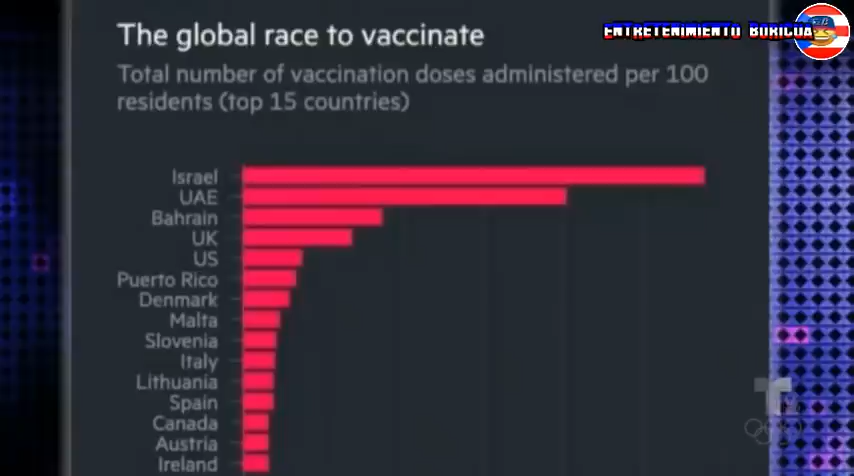 The global race to vaccinate
ENTRETENIMIENTO BORICUA
Total number of vaccination doses administered per 100
residents (top 15 countries)
Israel
UAE
Bahrain
UK
US
Puerto Rico
Denmark
Malta
Slovenia
Italy
Lithuania
Spain
Canada
Austria
Ireland